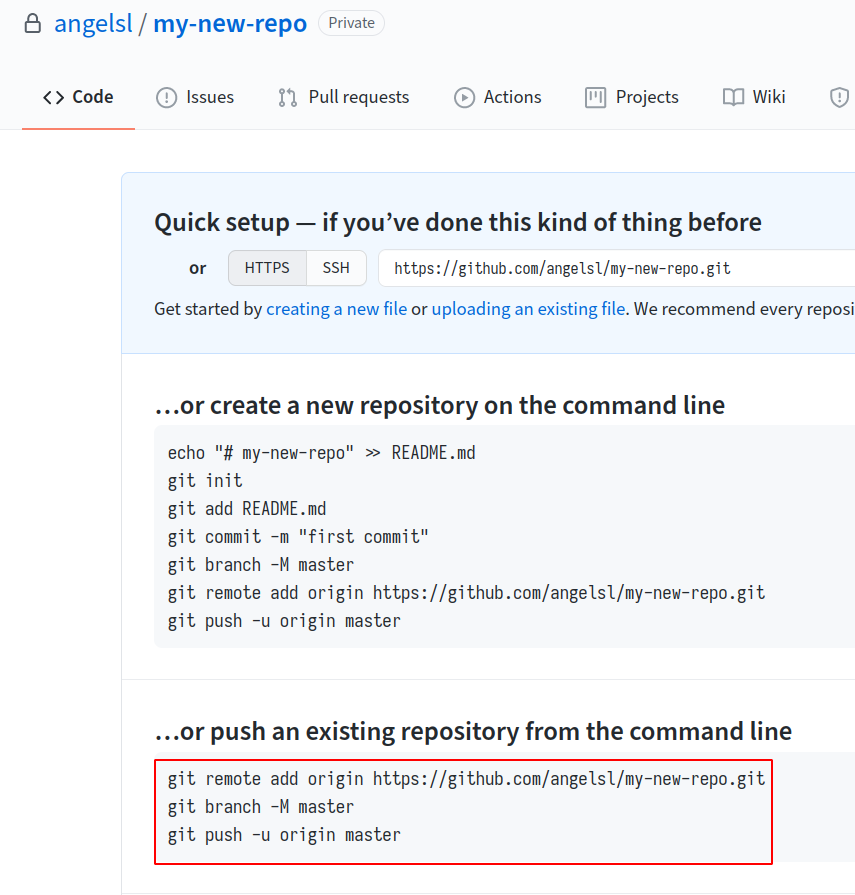 angelsl / my-new-repo Private
Code Issues Pull requests Actions Projects Wiki
Quick setup — if you’ve done this kind of thing before
or HTTPS SSH https://github.com/angelsl/my-new-repo.git
Get started by creating a new file or uploading an existing file. We recommend every reposi
…or create a new repository on the command line
echo "# my-new-repo" >> README.md
git init
git add README.md
git commit -m "first commit"
git branch -M master
git remote add origin https://github.com/angelsl/my-new-repo.git
git push -u origin master
…or push an existing repository from the command line
git remote add origin https://github.com/angelsl/my-new-repo.git
git branch -M master
git push -u origin master